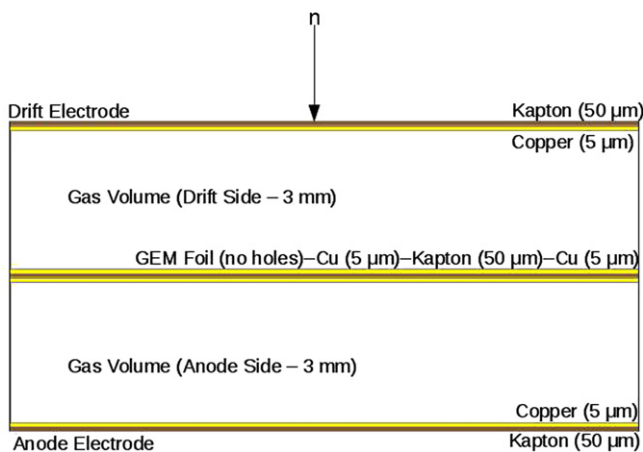 n
Drift Electrode
Kapton (50 μm)
Copper (5 μm)
Gas Volume (Drift Side – 3 mm)
GEM Foil (no holes)–Cu (5 μm)–Kapton (50 μm)–Cu (5 μm)
Gas Volume (Anode Side – 3 mm)
Copper (5 μm)
Anode Electrode
Kapton (50 μm)